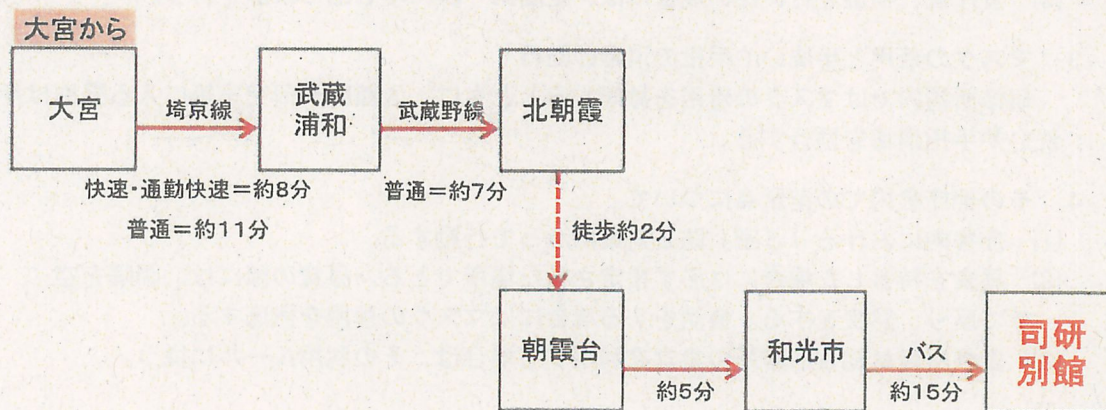 大宮から
大宮
埼京線
武蔵
浦和
武蔵野線
北朝霞
快速・通勤快速＝約8分
普通＝約11分
普通＝約7分
徒歩約2分
朝霞台
約5分
和光市
バス
約15分
司研
別館